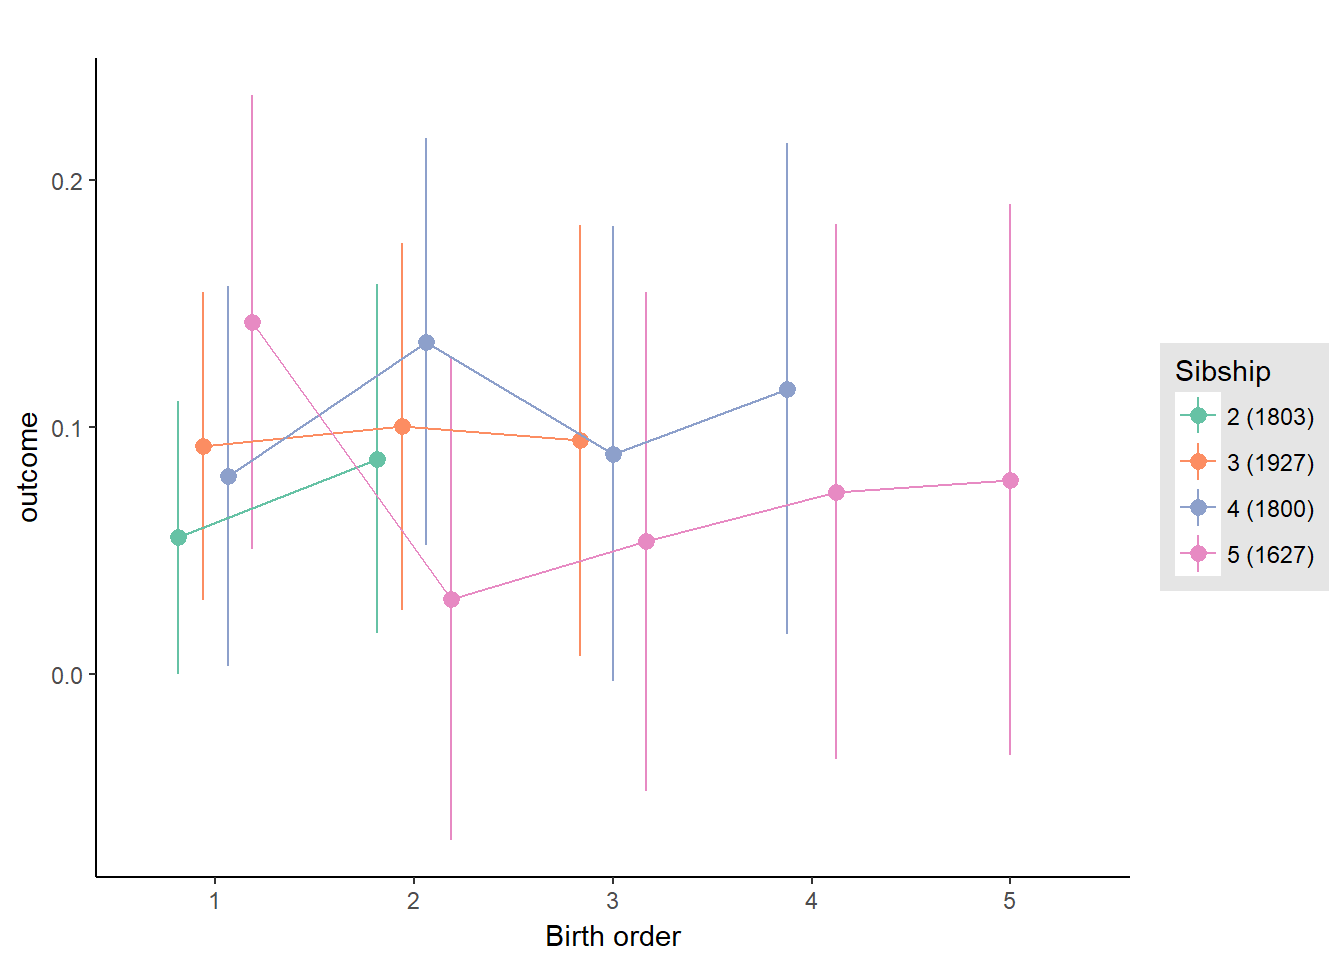 0.2
0.1
0.0
outcome
1 2 3 4 5
Birth order
Sibship
2 (1803)
3 (1927)
4 (1800)
5 (1627)